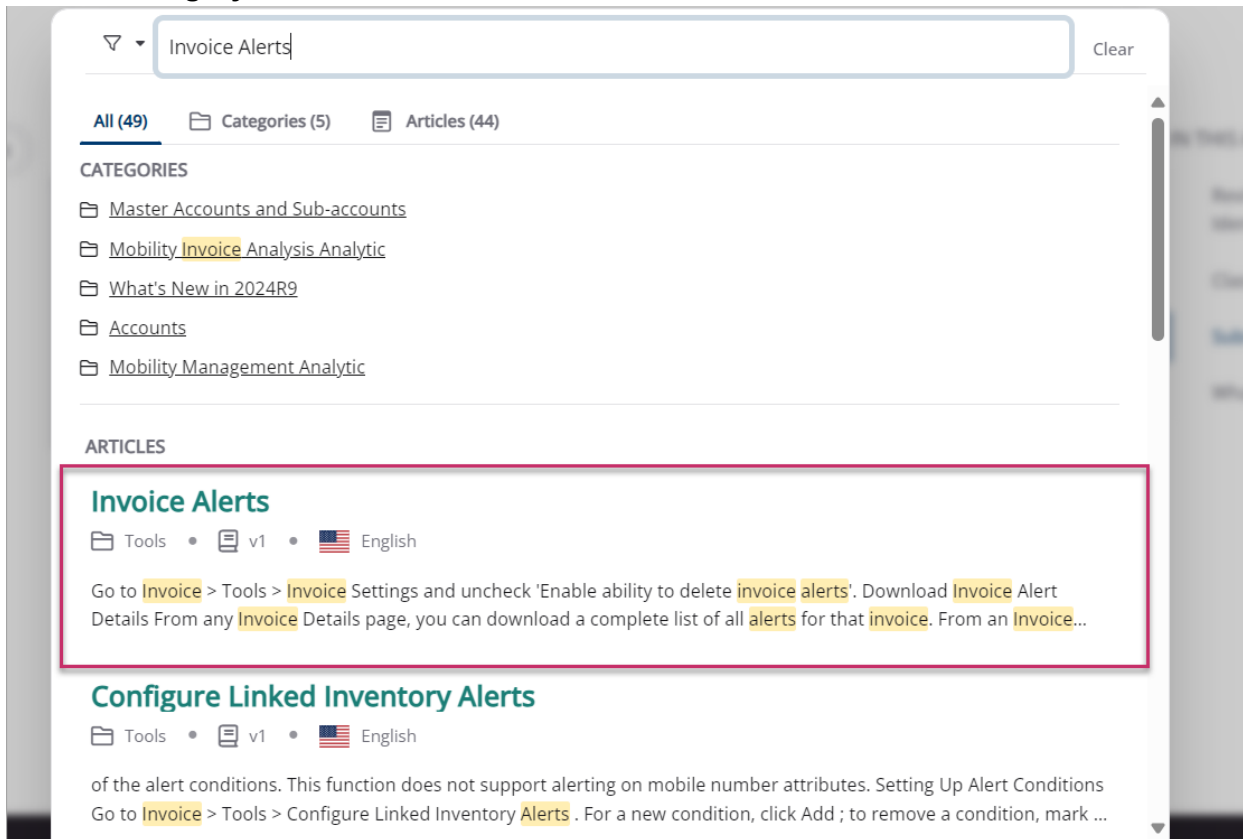 Invoice Alerts
Clear
All (49)
Categories (5)
Articles (44)
CATEGORIES
Master Accounts and Sub-accounts
Mobility Invoice Analysis Analytic
What's New in 2024R9
Accounts
Mobility Management Analytic
ARTICLES
Invoice Alerts
Tools • v1 • English
Go to Invoice > Tools > Invoice Settings and uncheck 'Enable ability to delete invoice alerts'. Download Invoice Alert
Details From any Invoice Details page, you can download a complete list of all alerts for that invoice. From an Invoice...
Configure Linked Inventory Alerts
Tools • v1 • English
of the alert conditions. This function does not support alerting on mobile number attributes. Setting Up Alert Conditions
Go to Invoice > Tools > Configure Linked Inventory Alerts . For a new condition, click Add ; to remove a condition, mark ...